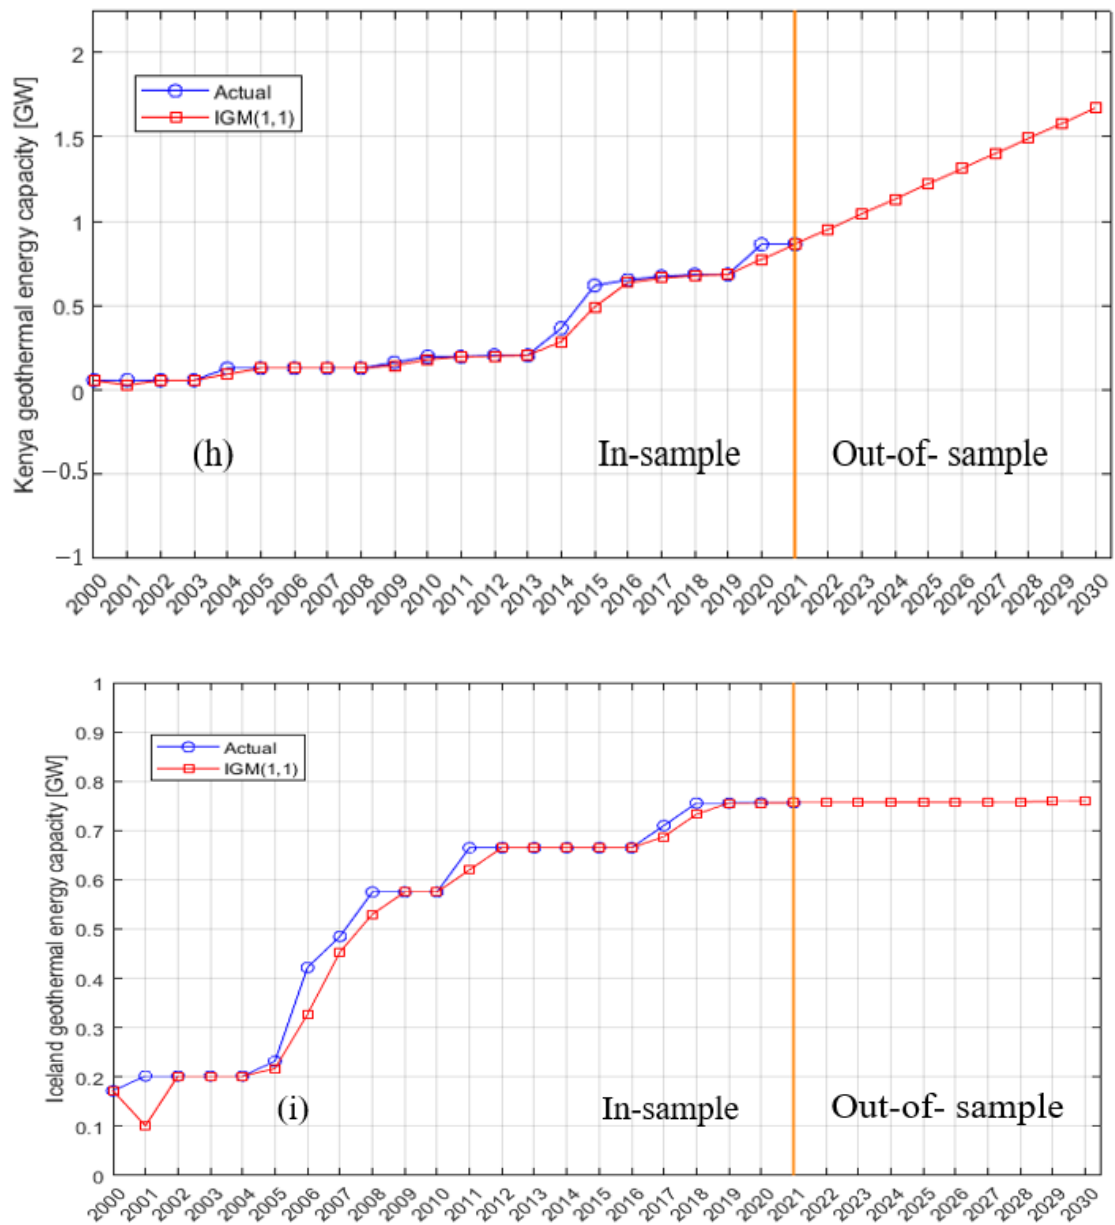 Kenya geothermal energy capacity [GW]
2
1.5
1
0.5
0
−0.5
−1
Actual
IGM(1,1)
(h)
In-sample
Out-of- sample
2000 2001 2002 2003 2004 2005 2006 2007 2008 2009 2010 2011 2012 2013 2014 2015 2016 2017 2018 2019 2020 2021 2022 2023 2024 2025 2026 2027 2028 2029 2030
Iceland geothermal energy capacity [GW]
1
0.9
0.8
0.7
0.6
0.5
0.4
0.3
0.2
0.1
0
Actual
IGM(1,1)
(i)
In-sample
Out-of- sample
2000 2001 2002 2003 2004 2005 2006 2007 2008 2009 2010 2011 2012 2013 2014 2015 2016 2017 2018 2019 2020 2021 2022 2023 2024 2025 2026 2027 2028 2029 2030